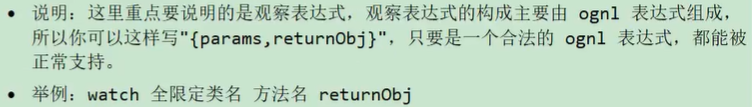 • 说明：这里重点要说明的是观察表达式，观察表达式的构成主要由 ognl 表达式组成，
所以你可以这样写"{params,returnObj}"，只要是一个合法的 ognl 表达式，都能被
正常支持。
• 举例：watch 全限定类名 方法名 returnObj